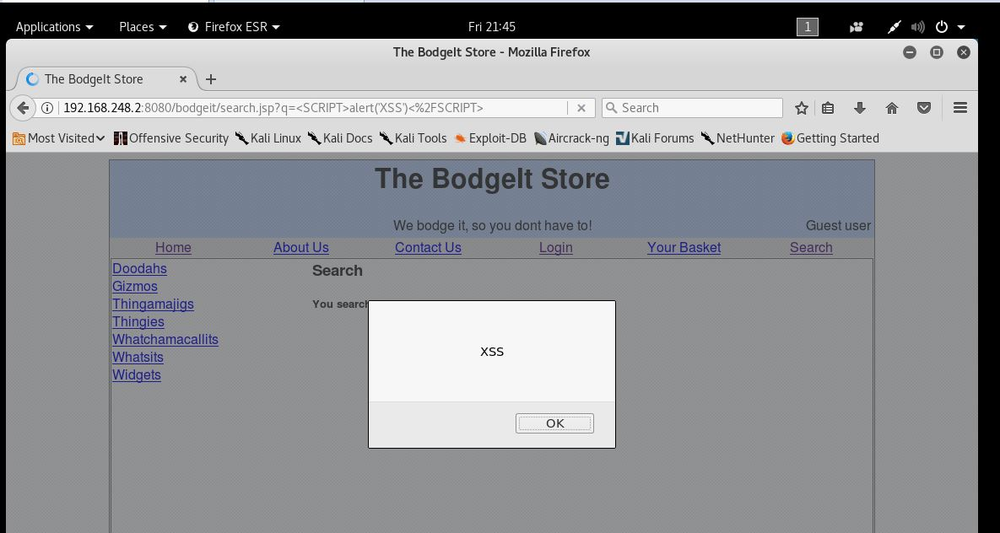 Applications Places Firefox ESR Fri 21:45 1
The BodgeIt Store - Mozilla Firefox
The BodgeIt Store
192.168.248.2:8080/bodgeit/search.jsp?q=<SCRIPT>alert('XSS')<%2FSCRIPT> Search
Most Visited Offensive Security Kali Linux Kali Docs Kali Tools Exploit-DB Aircrack-ng Kali Forums NetHunter Getting Started
The BodgeIt Store
We bodge it, so you dont have to! Guest user
Home About Us Contact Us Login Your Basket Search
Doodahs
Search
Gizmos
Thingamajigs
You search
Thingies
Whatchamacallits
Whatsits
Widgets
XSS
OK